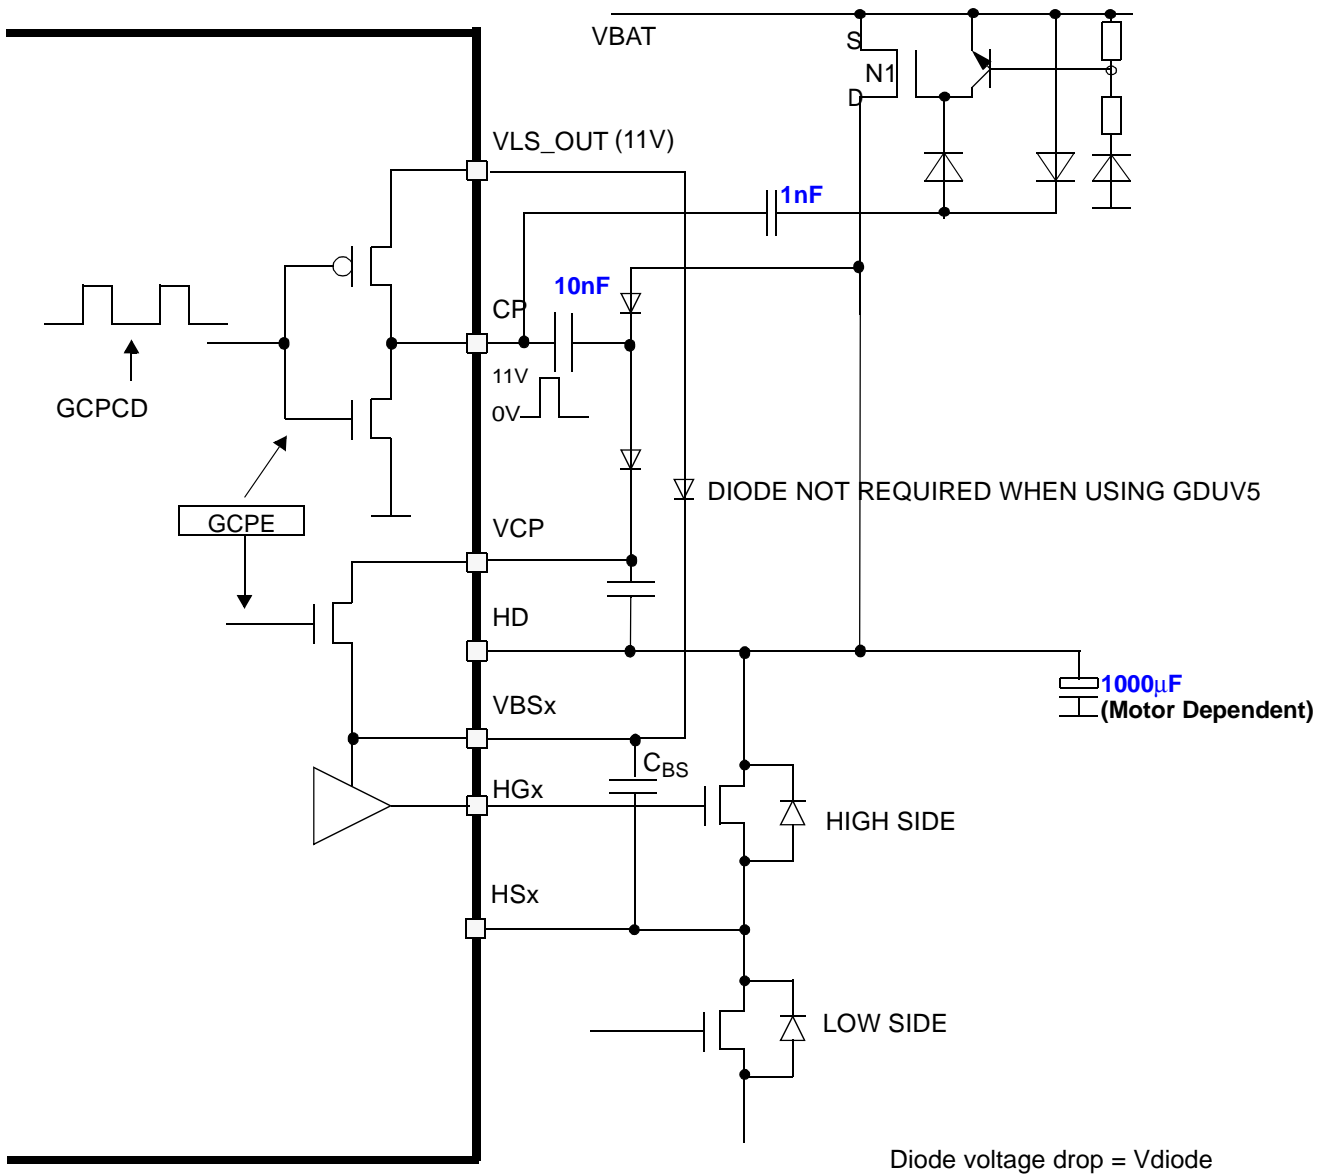 VBAT
S
N1
D
VLS_OUT (11V)
1nF
10nF
CP
11V
0V
GCPCD
DIODE NOT REQUIRED WHEN USING GDUV5
GCPE
VCP
HD
1000μF
(Motor Dependent)
VBSx
CBS
HGx
HIGH SIDE
HSx
LOW SIDE
Diode voltage drop = Vdiode